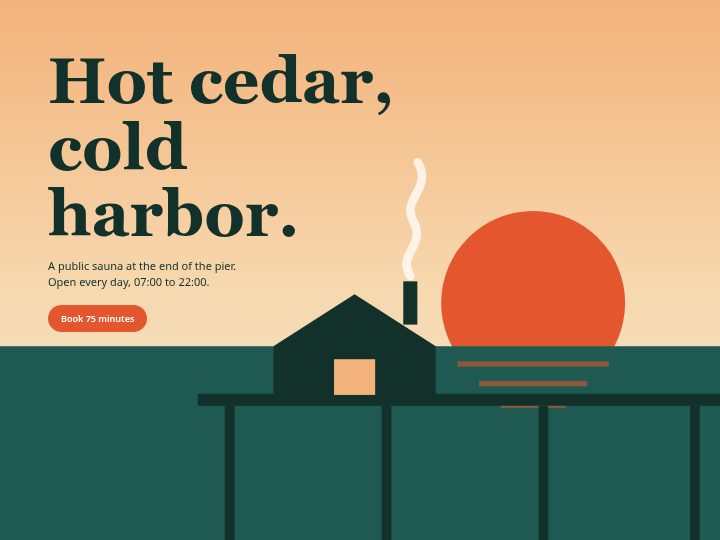 Hot cedar,
cold
harbor.
A public sauna at the end of the pier.
Open every day, 07:00 to 22:00.
Book 75 minutes